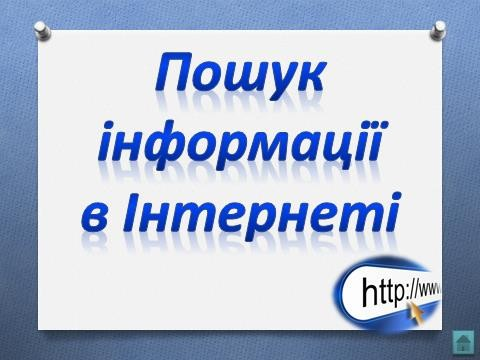 Пошук
інформації
в Інтернеті
http://www